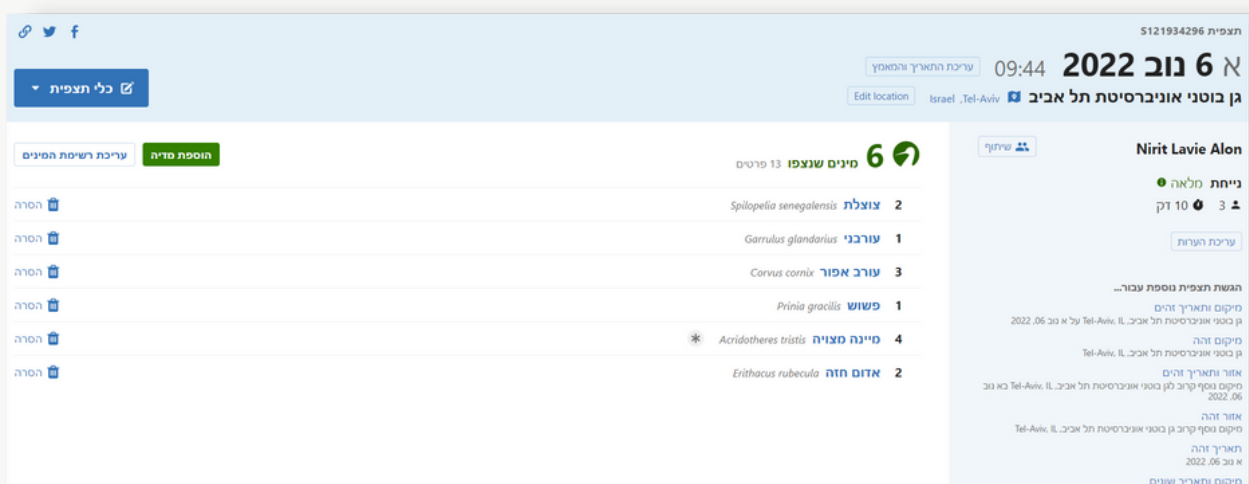 תצפית S121934296
א 6 נוב 2022 09:44 עריכת התאריך והמאמץ
גן בוטני אוניברסיטת תל אביב Israel ,Tel-Aviv Edit location
כלי תצפית
Nirit Lavie Alon שיתוף
נייחת מלאה
3 10 דק
עריכת הערות
הגשת תצפית נוספת עבור...
מיקום ותאריך זהים
גן בוטני אוניברסיטת תל אביב, Tel-Aviv, IL על א נוב 06, 2022
מיקום זהה
גן בוטני אוניברסיטת תל אביב, Tel-Aviv, IL
אזור ותאריך זהים
מיקום נוסף קרוב לגן בוטני אוניברסיטת תל אביב, Tel-Aviv, IL בא נוב
06, 2022
אזור זהה
מיקום נוסף קרוב גן בוטני אוניברסיטת תל אביב, Tel-Aviv, IL
תאריך זהה
א נוב 06, 2022
מיקום ותאריך שונים
6 מינים שנצפו 13 פרטים
הוספת מדיה עריכת רשימת המינים
2 צוצלת Spilopelia senegalensis הסרה
1 עורבני Garrulus glandarius הסרה
3 עורב אפור Corvus cornix הסרה
1 פשוש Prinia gracilis הסרה
4 מיינה מצויה Acridotheres tristis * הסרה
2 אדום חזה Erithacus rubecula הסרה